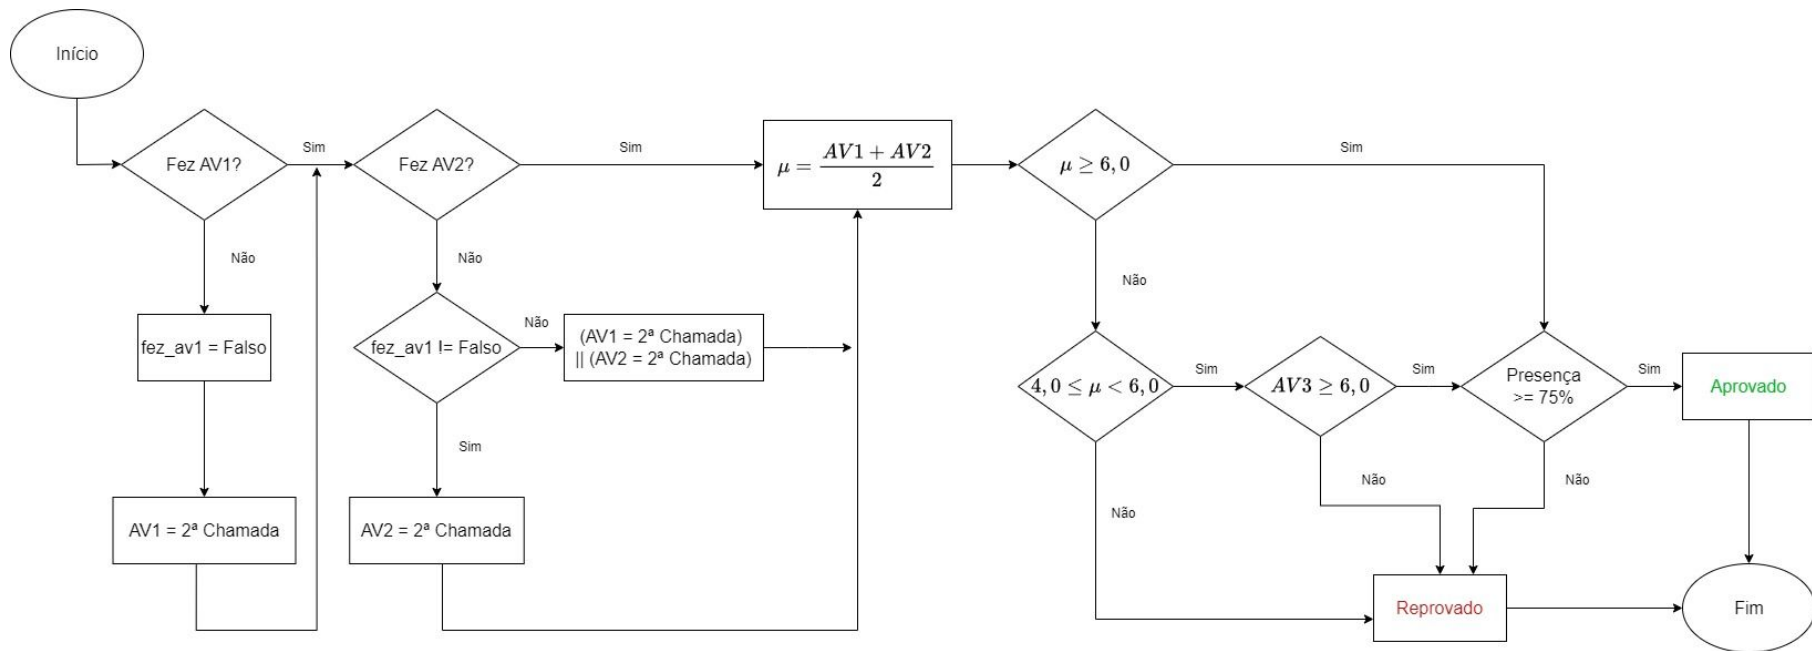 Início
Fez AV1?
Sim
Não
fez_av1 = Falso
AV1 = 2ª Chamada
Fez AV2?
Sim
Não
fez_av1 != Falso
Não
(AV1 = 2ª Chamada)
|| (AV2 = 2ª Chamada)
Sim
AV2 = 2ª Chamada
μ = (AV1 + AV2) / 2
μ ≥ 6,0
Sim
Não
4,0 ≤ μ < 6,0
Sim
Não
AV3 ≥ 6,0
Sim
Não
Presença
>= 75%
Sim
Não
Aprovado
Reprovado
Fim